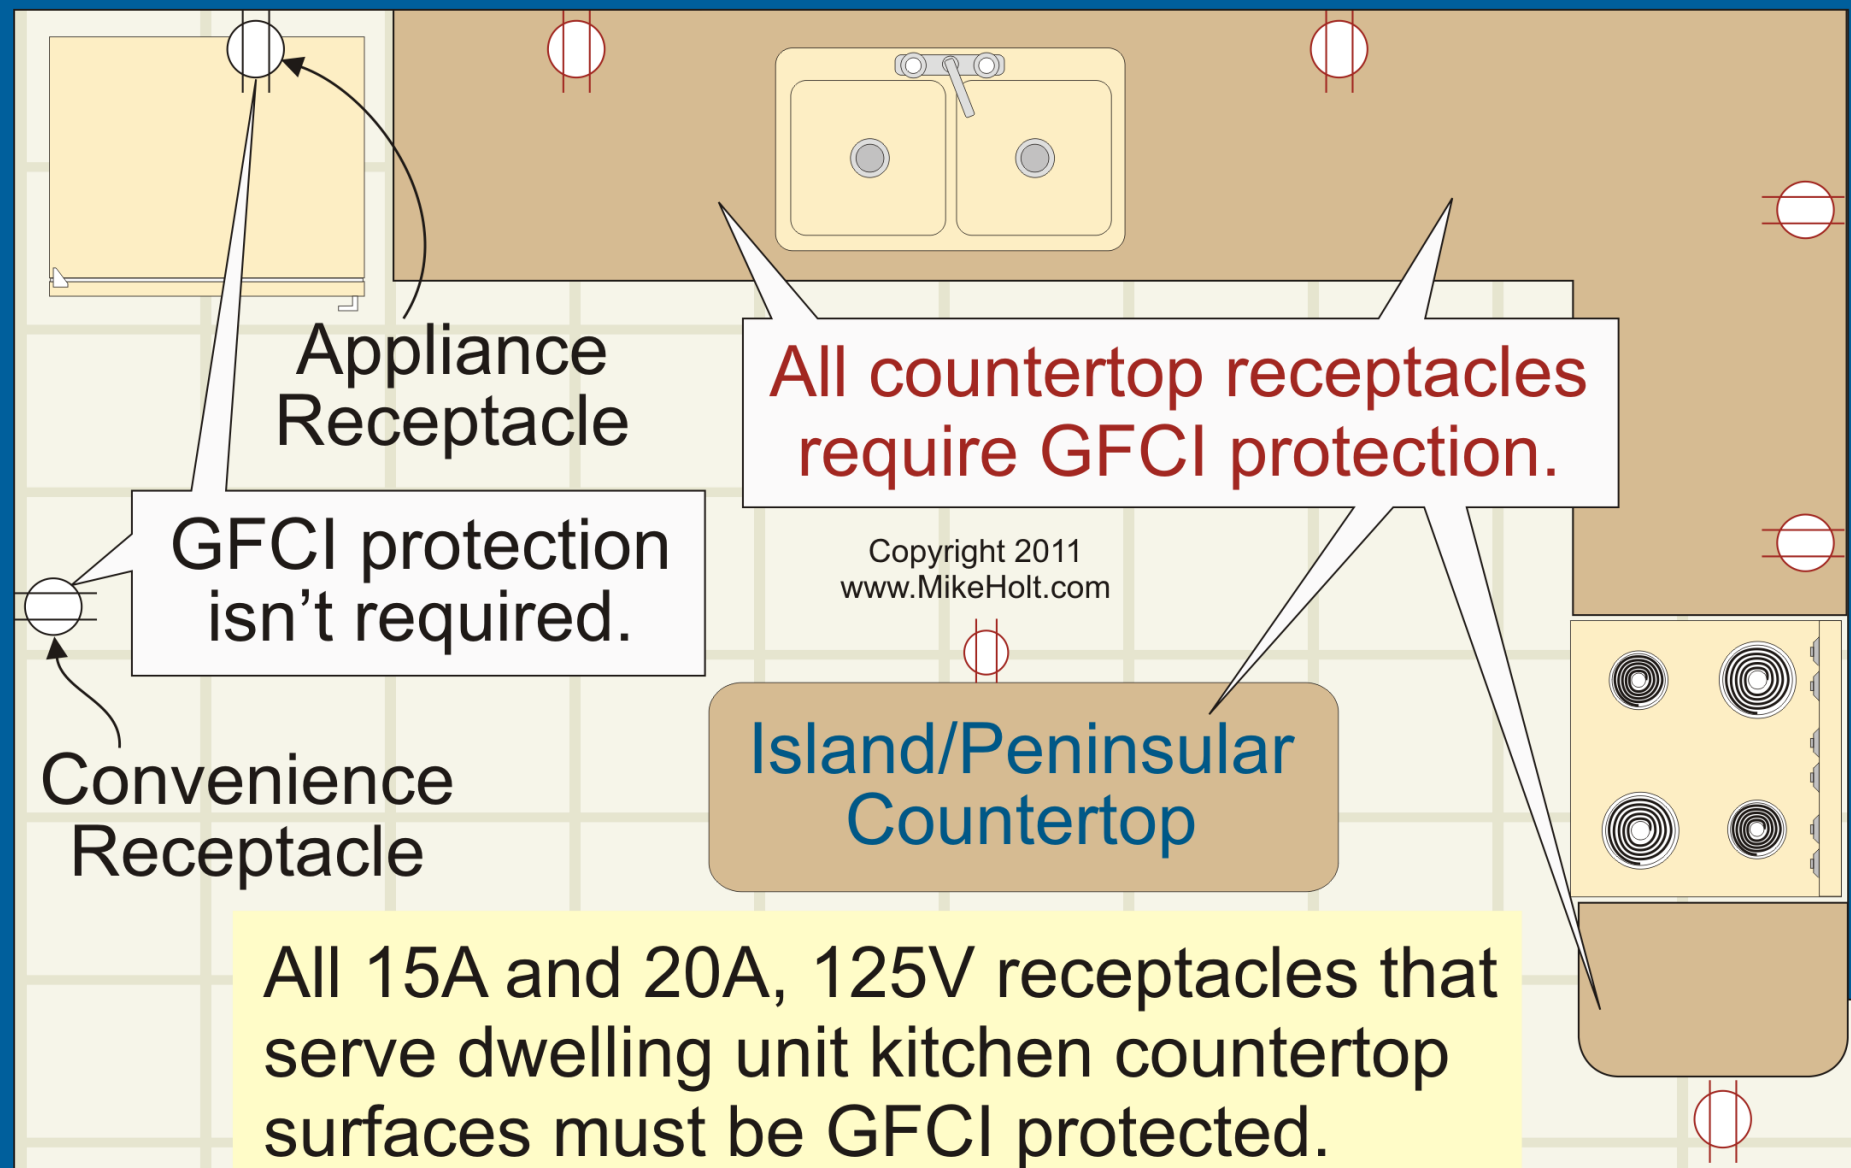 Appliance
Receptacle
All countertop receptacles
require GFCI protection.
GFCI protection
isn't required.
Copyright 2011
www.MikeHolt.com
Convenience
Receptacle
Island/Peninsular
Countertop
All 15A and 20A, 125V receptacles that
serve dwelling unit kitchen countertop
surfaces must be GFCI protected.